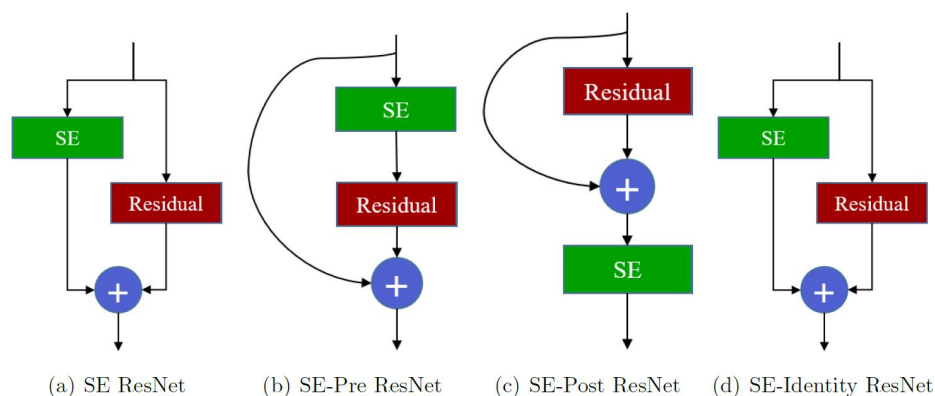 SE
Residual
+
(a) SE ResNet
SE
Residual
+
(b) SE-Pre ResNet
Residual
+
SE
(c) SE-Post ResNet
SE
Residual
+
(d) SE-Identity ResNet